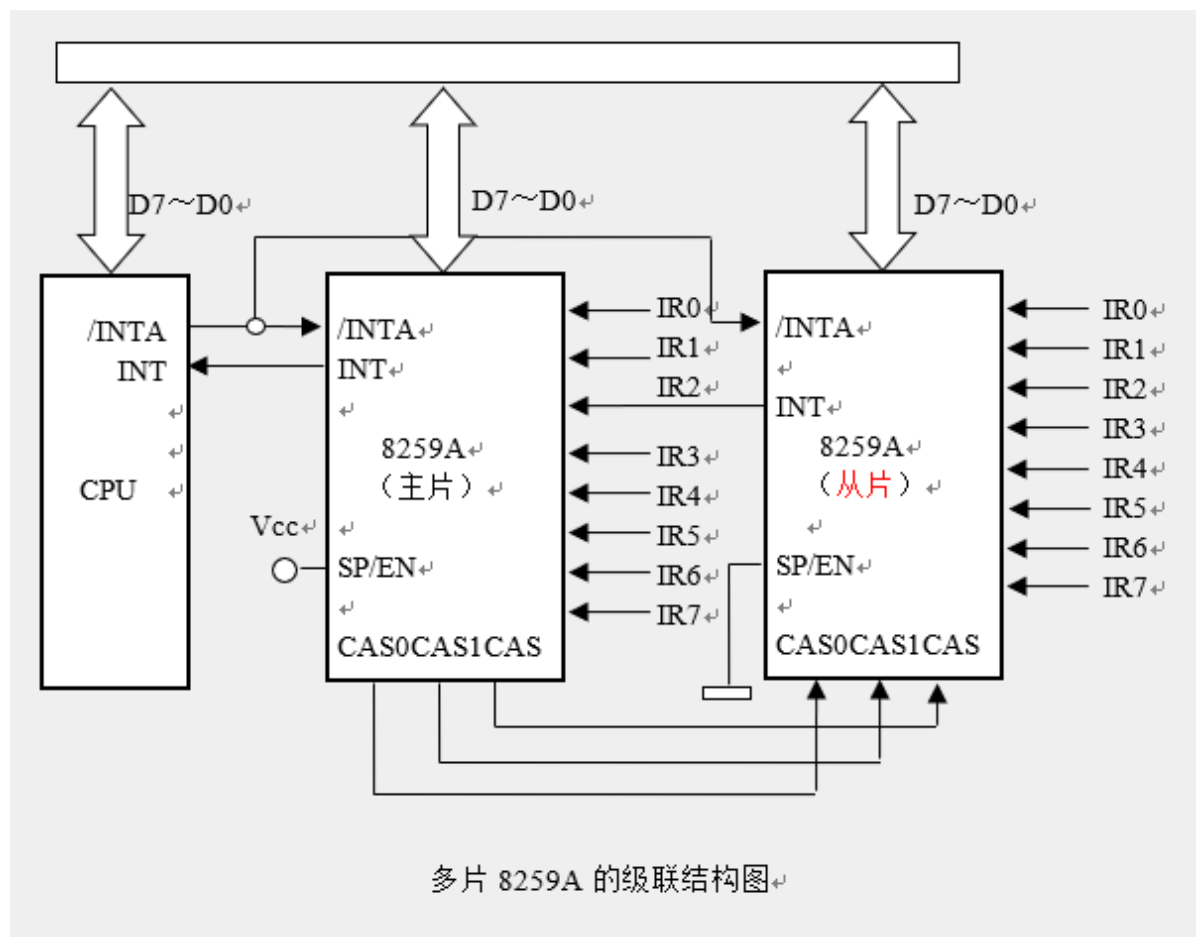 D7～D0↵
D7～D0↵
D7～D0↵
/INTA
INT
↵
↵
CPU ↵
/INTA↵
INT↵
↵
8259A↵
（主片）↵
↵
Vcc↵
SP/EN↵
↵
CAS0CAS1CAS
IR0↵
IR1↵
IR2↵
IR3↵
IR4↵
IR5↵
IR6↵
IR7↵
/INTA↵
↵
INT↵
8259A↵
（从片）↵
↵
SP/EN↵
↵
CAS0CAS1CAS
IR0↵
IR1↵
IR2↵
IR3↵
IR4↵
IR5↵
IR6↵
IR7↵
多片 8259A 的级联结构图↵